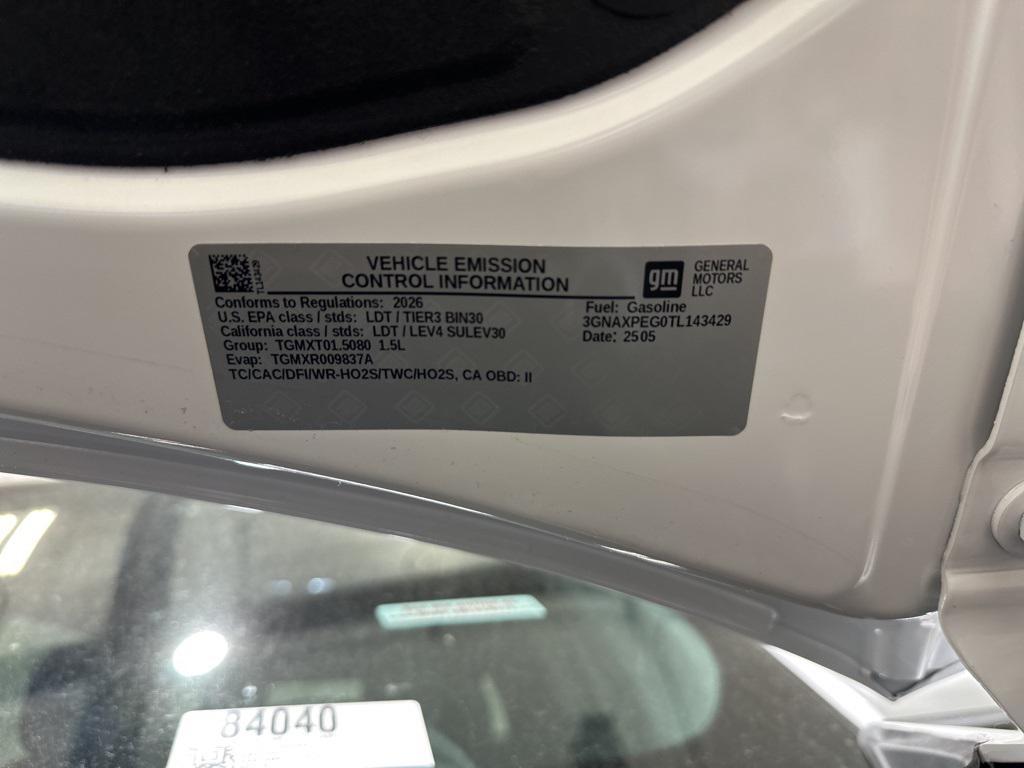 VEHICLE EMISSION
CONTROL INFORMATION
TL143429
gm
GENERAL
MOTORS
LLC
Conforms to Regulations: 2026
U.S. EPA class / stds: LDT / TIER3 BIN30
California class / stds: LDT / LEV4 SULEV30
Group: TGMXT01.5080 1.5L
Evap: TGMXR009837A
TC/CAC/DFI/WR-HO2S/TWC/HO2S, CA OBD: II
Fuel: Gasoline
3GNAXPEG0TL143429
Date: 2505
84040